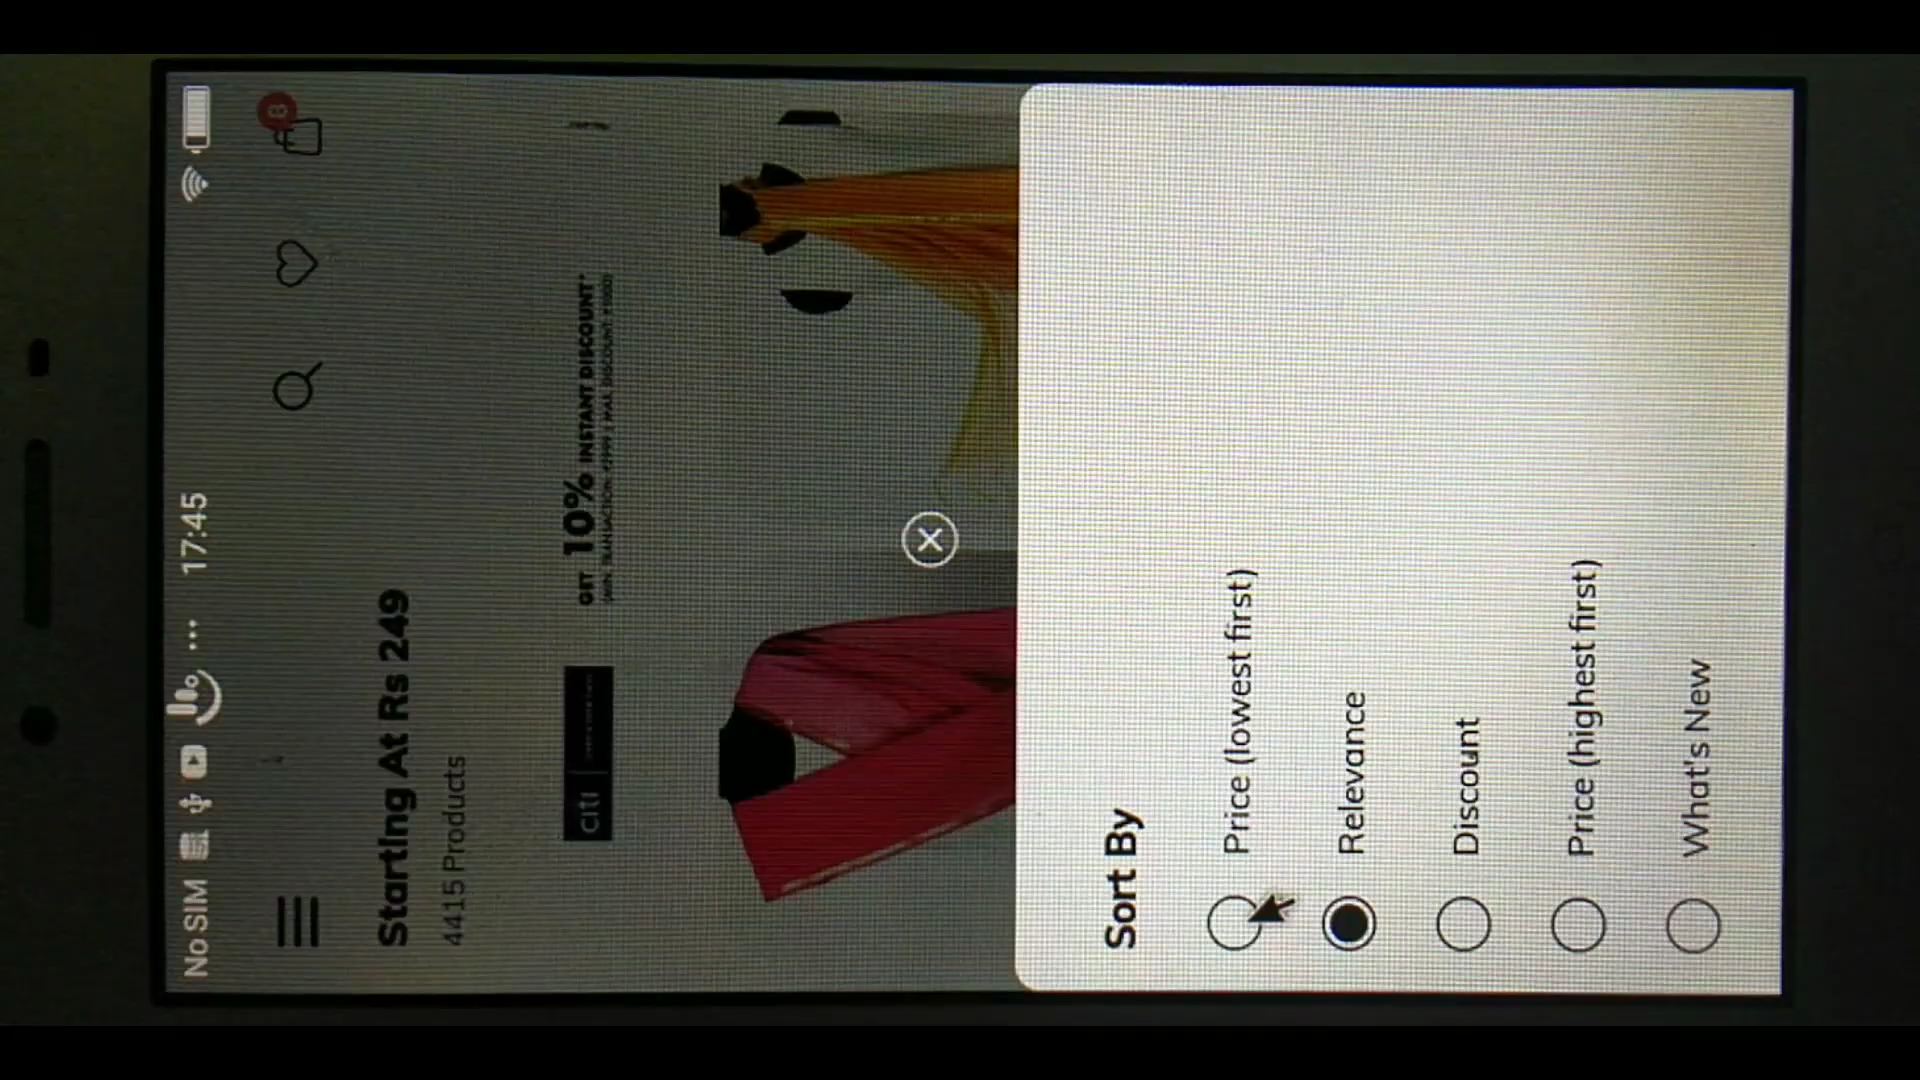 No SIM ... 17:45
8
Starting At Rs 249
4415 Products
citi
GET 10% INSTANT DISCOUNT*
Sort By
Price (lowest first)
Relevance
Discount
Price (highest first)
What's New